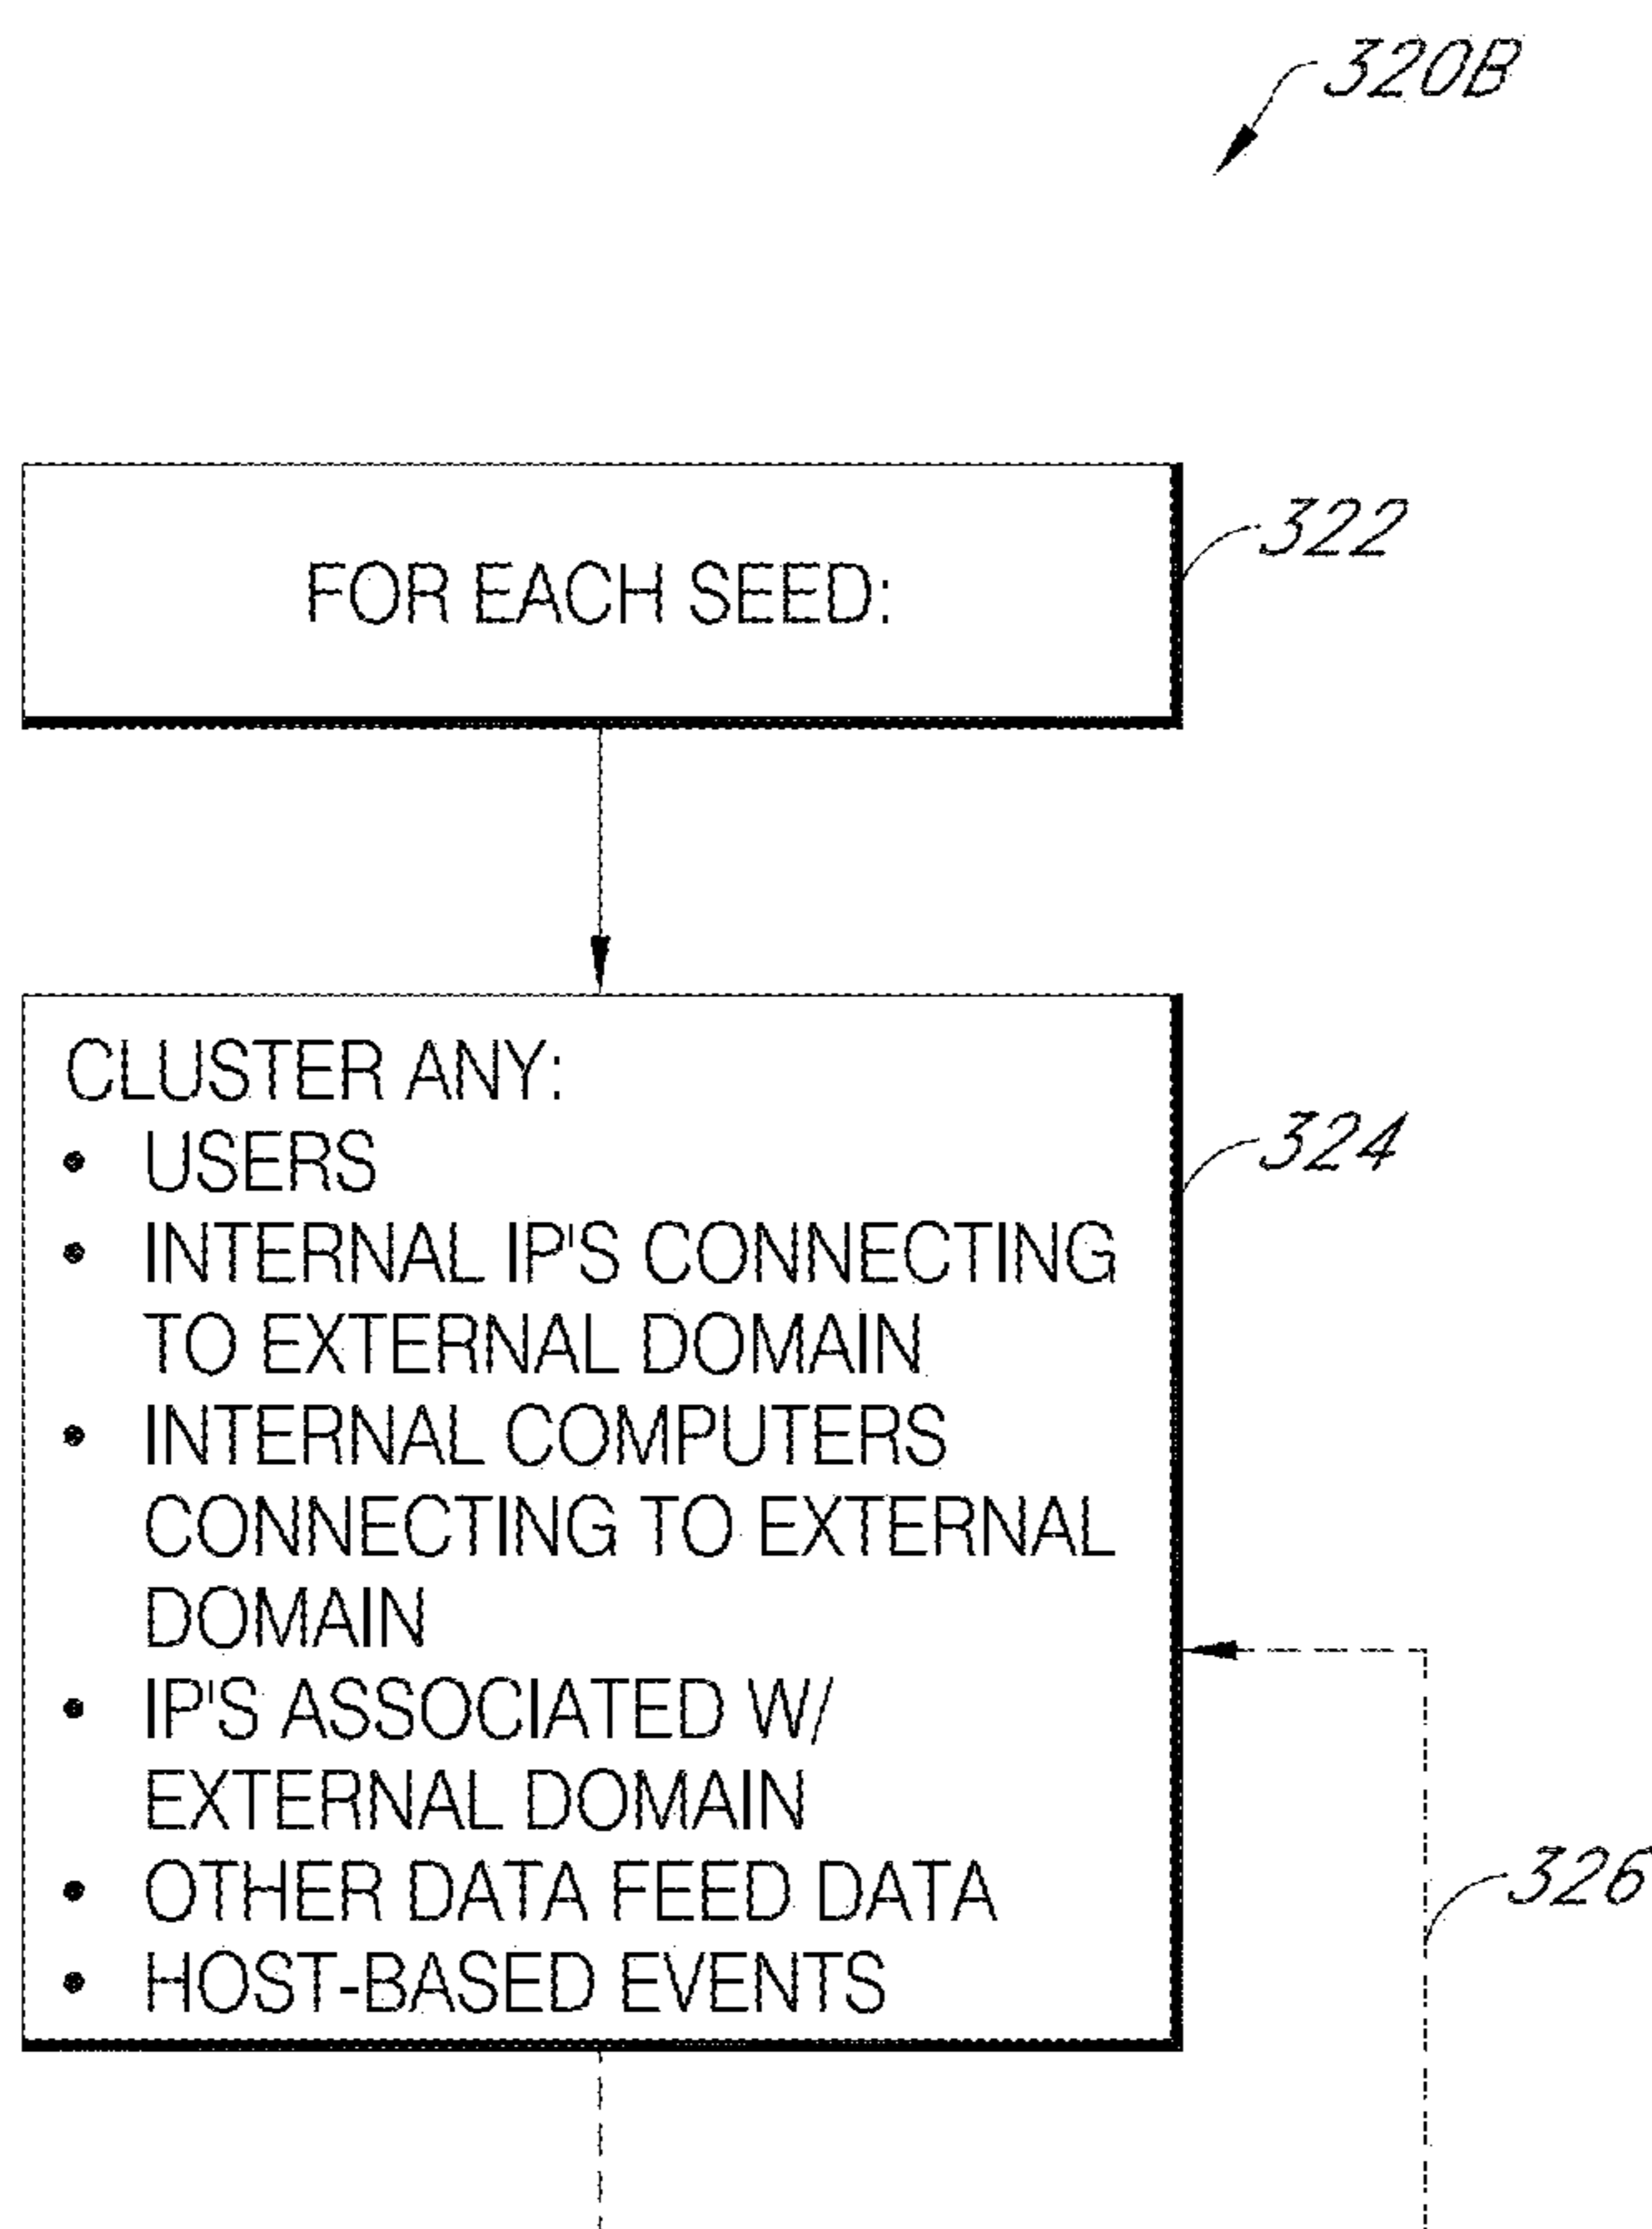 320B
FOR EACH SEED:
322
CLUSTER ANY:
• USERS
• INTERNAL IP'S CONNECTING
TO EXTERNAL DOMAIN
• INTERNAL COMPUTERS
CONNECTING TO EXTERNAL
DOMAIN
• IP'S ASSOCIATED W/
EXTERNAL DOMAIN
• OTHER DATA FEED DATA
• HOST-BASED EVENTS
324
326